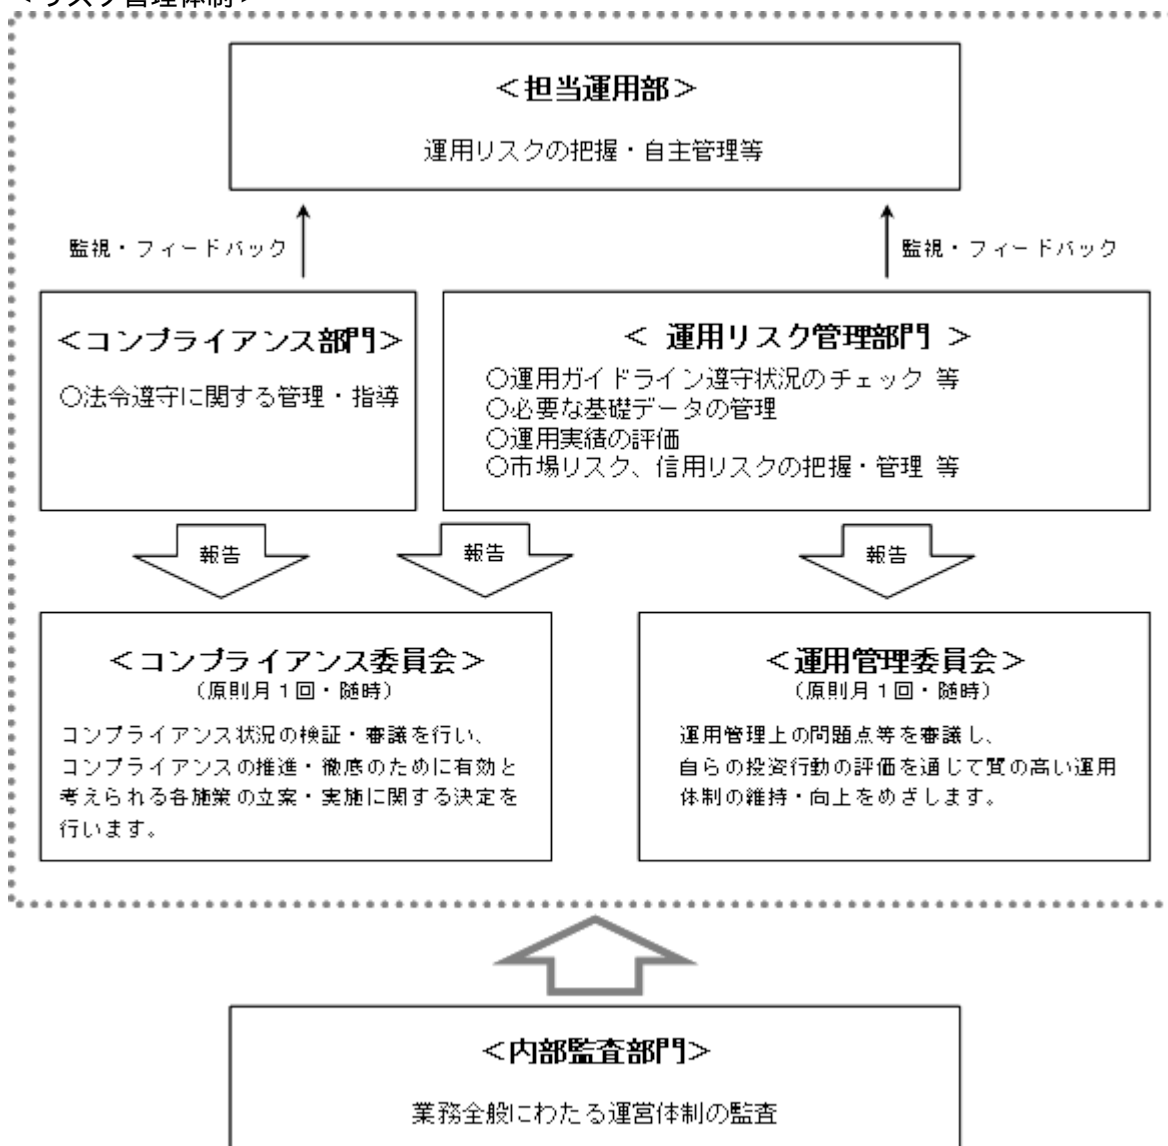 ＜リスク管理体制＞
＜担当運用部＞
運用リスクの把握・自主管理等
監視・フィードバック
監視・フィードバック
＜コンプライアンス部門＞
○法令遵守に関する管理・指導
＜ 運用リスク管理部門 ＞
○運用ガイドライン遵守状況のチェック 等
○必要な基礎データの管理
○運用実績の評価
○市場リスク、信用リスクの把握・管理 等
報告
報告
報告
＜コンプライアンス委員会＞
（原則月１回・随時）
コンプライアンス状況の検証・審議を行い、
コンプライアンスの推進・徹底のために有効と
考えられる各施策の立案・実施に関する決定を
行います。
＜運用管理委員会＞
（原則月１回・随時）
運用管理上の問題点等を審議し、
自らの投資行動の評価を通じて質の高い運用
体制の維持・向上をめざします。
＜内部監査部門＞
業務全般にわたる運営体制の監査